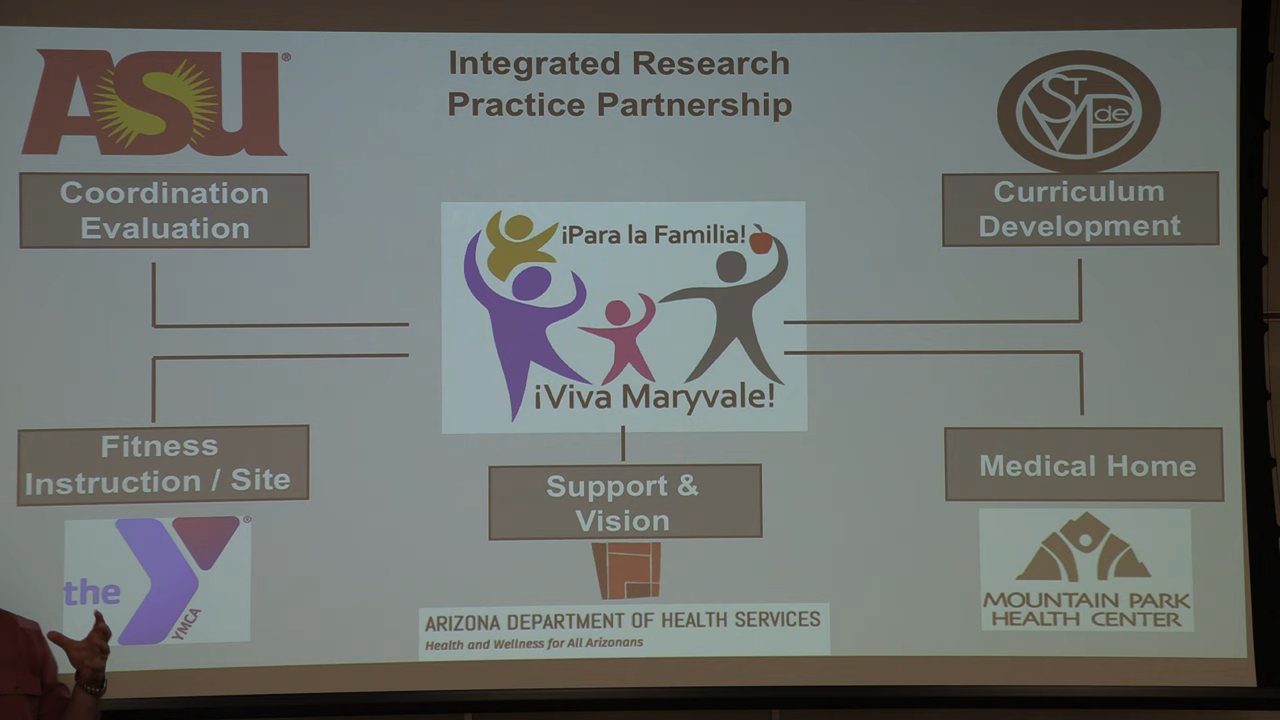 ASU®
Integrated Research
Practice Partnership
ST
V de P
Coordination
Evaluation
Curriculum
Development
¡Para la Familia!
¡Viva Maryvale!
Fitness
Instruction / Site
Support &
Vision
Medical Home
the Y®
YMCA
ARIZONA DEPARTMENT OF HEALTH SERVICES
Health and Wellness for All Arizonans
MOUNTAIN PARK
HEALTH CENTER